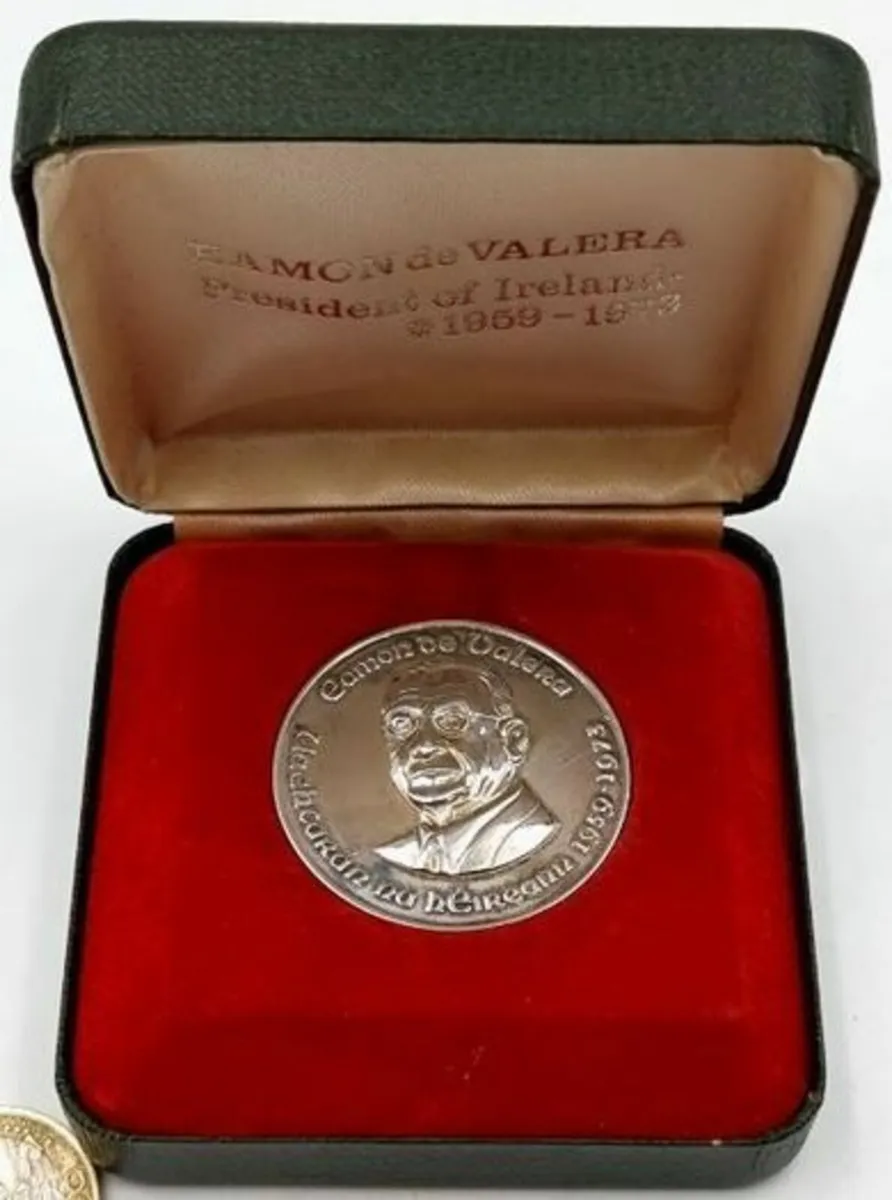 EAMON de VALERA
President of Ireland
1959 - 1973
Eamon de Valera
Uachtarán na hÉireann 1959-1973